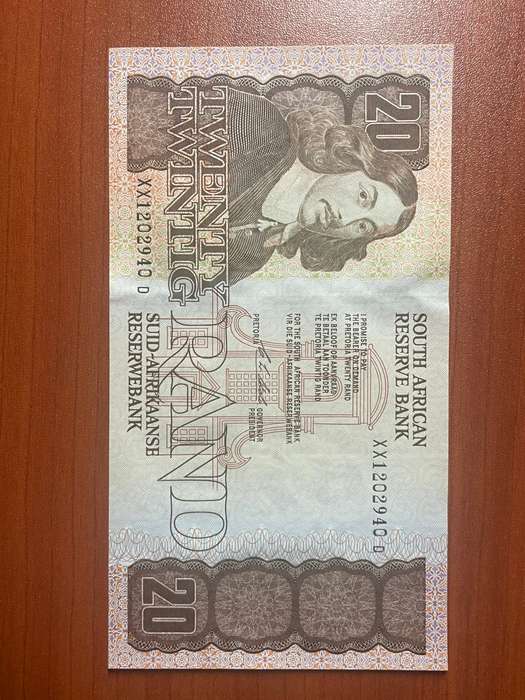 20
SOUTH AFRICAN
RESERVE BANK
XX1202940 D
I PROMISE TO PAY
THE BEARER ON DEMAND
AT PRETORIA TWENTY RAND
EK BELOOF OM AAN DIE
TE BETAAL AAN TOONDER
TE PRETORIA TWINTIG RAND
FOR THE SOUTH AFRICAN RESERVE BANK
VIR DIE SUID-AFRIKAANSE RESERWEBANK
PRETORIA
GOVERNOR
PRESIDENT
TWENTY
TWINTIG
RAND
XX1202940 D
SUID-AFRIKAANSE
RESERWEBANK
20